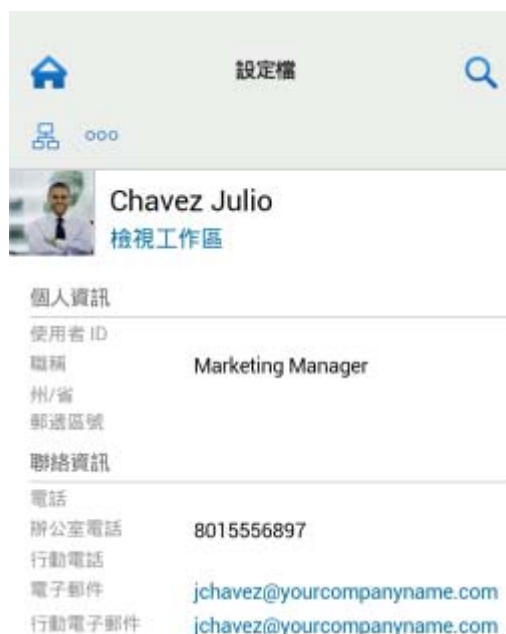 設定檔
Chavez Julio
檢視工作區
個人資訊
使用者 ID
職稱 Marketing Manager
州/省
郵遞區號
聯絡資訊
電話
辦公室電話 8015556897
行動電話
電子郵件 jchavez@yourcompanyname.com
行動電子郵件 jchavez@yourcompanyname.com